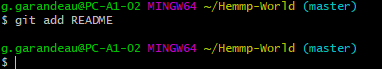 g.garandeau@PC-A1-02 MINGW64 ~/Hemmp-World (master)
$ git add README
g.garandeau@PC-A1-02 MINGW64 ~/Hemmp-World (master)
$